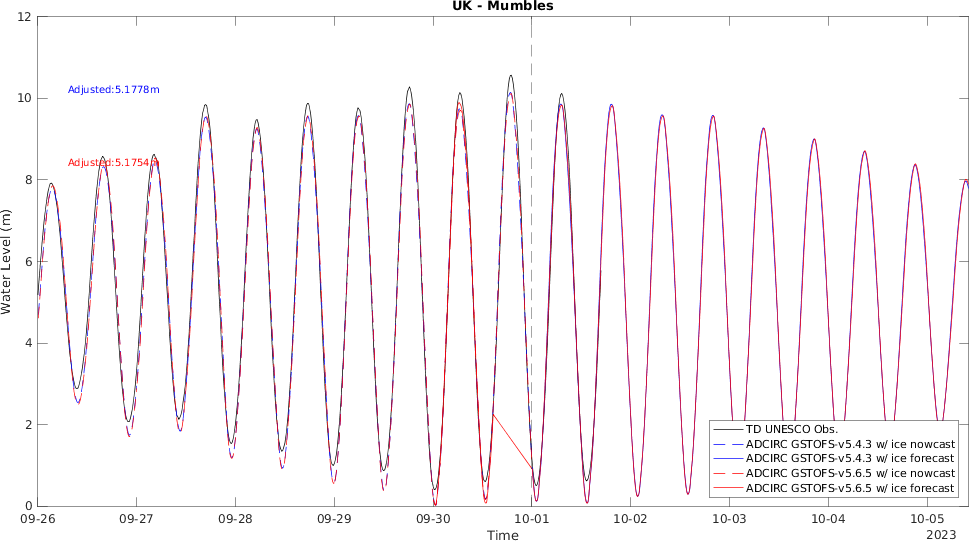 UK - Mumbles
12
10
8
6
4
2
0
Water Level (m)
Adjusted:5.1778m
Adjusted:5.1754m
TD UNESCO Obs.
ADCIRC GSTOFS-v5.4.3 w/ ice nowcast
ADCIRC GSTOFS-v5.4.3 w/ ice forecast
ADCIRC GSTOFS-v5.6.5 w/ ice nowcast
ADCIRC GSTOFS-v5.6.5 w/ ice forecast
09-26 09-27 09-28 09-29 09-30 10-01 10-02 10-03 10-04 10-05
Time
2023